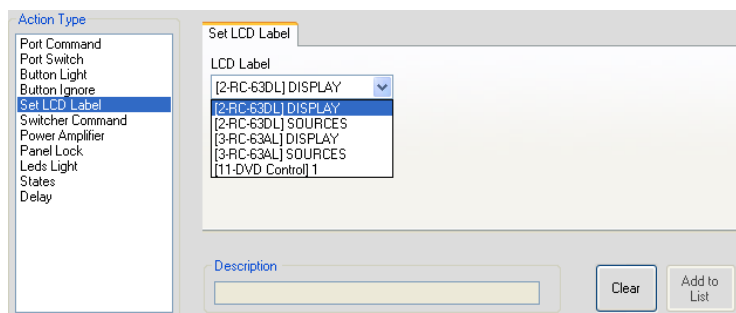 Action Type
Port Command
Port Switch
Button Light
Button Ignore
Set LCD Label
Switcher Command
Power Amplifier
Panel Lock
Leds Light
States
Delay
Set LCD Label
LCD Label
[2-RC-63DL] DISPLAY
[2-RC-63DL] DISPLAY
[2-RC-63DL] SOURCES
[3-RC-63AL] DISPLAY
[3-RC-63AL] SOURCES
[11-DVD Control] 1
Description
Clear
Add to
List